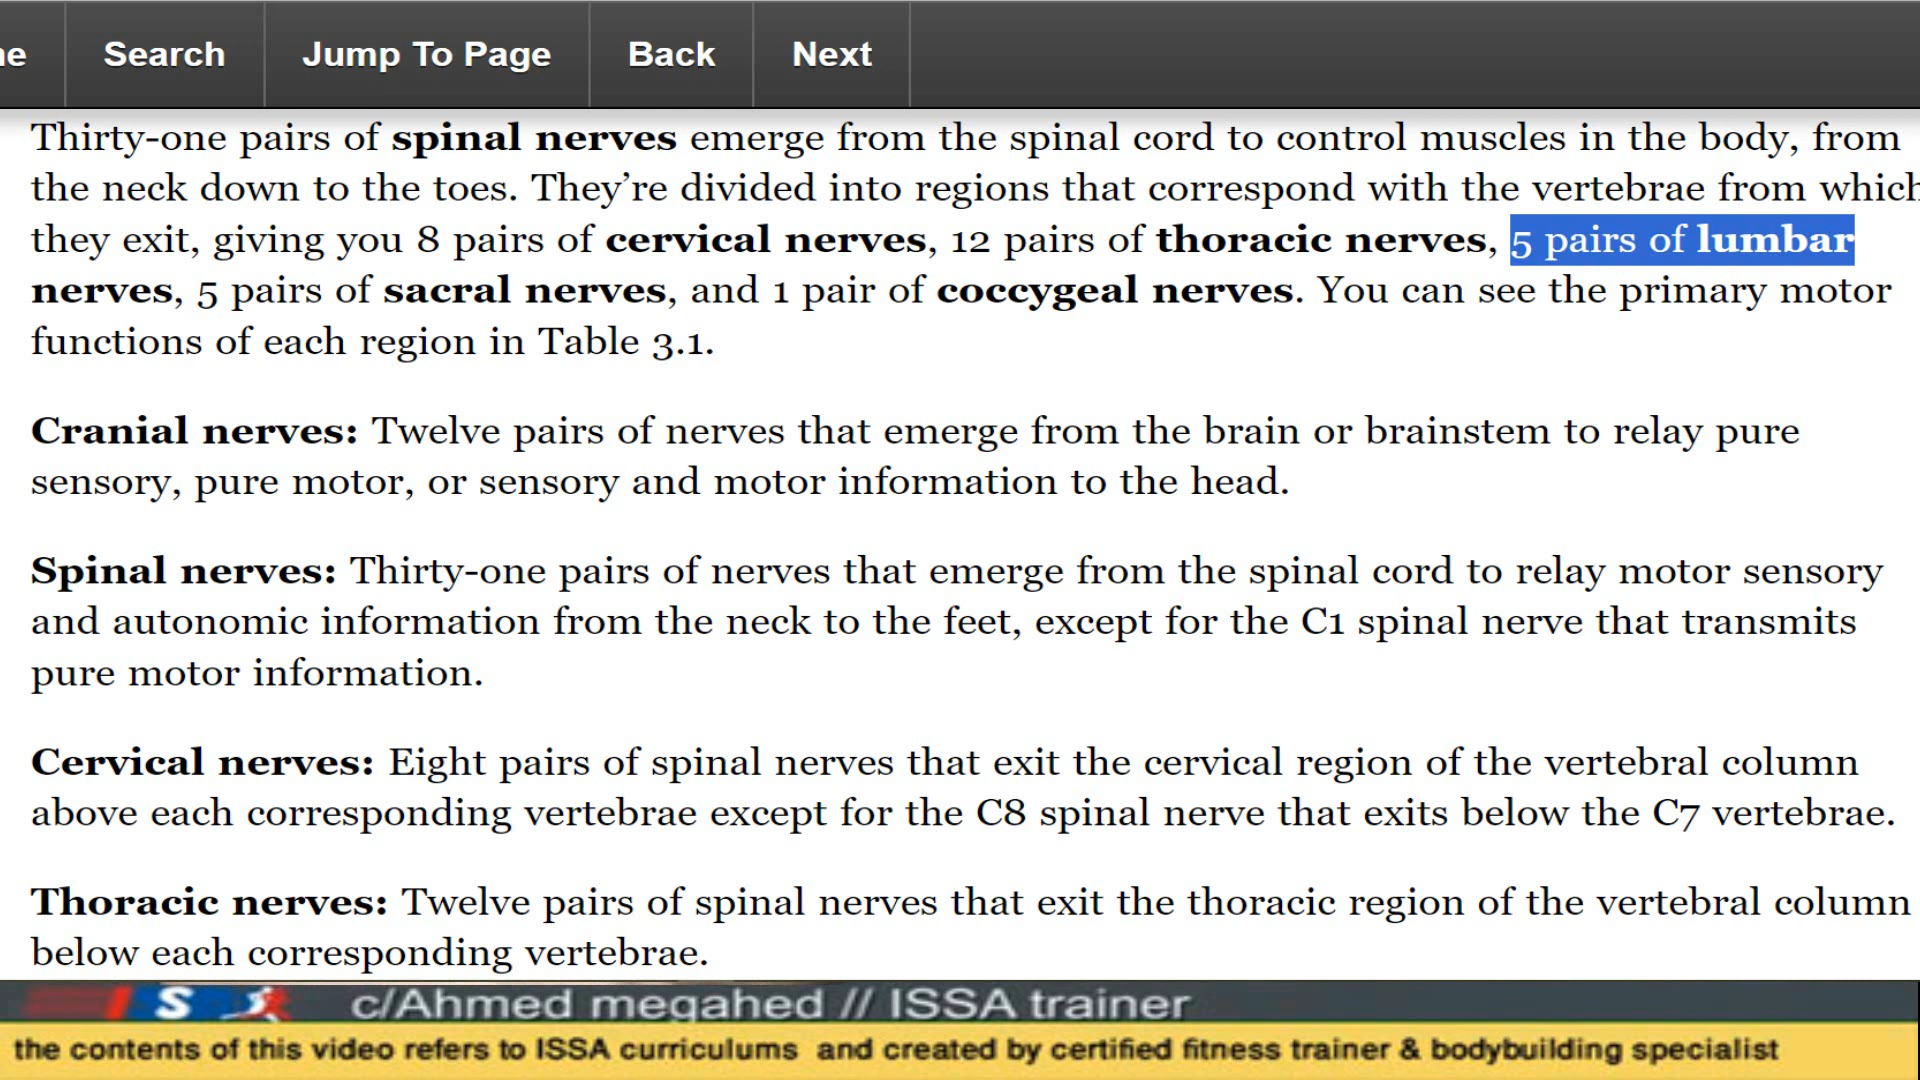 Search
Jump To Page
Back
Next
Thirty-one pairs of spinal nerves emerge from the spinal cord to control muscles in the body, from
the neck down to the toes. They’re divided into regions that correspond with the vertebrae from which
they exit, giving you 8 pairs of cervical nerves, 12 pairs of thoracic nerves, 5 pairs of lumbar
nerves, 5 pairs of sacral nerves, and 1 pair of coccygeal nerves. You can see the primary motor
functions of each region in Table 3.1.
Cranial nerves: Twelve pairs of nerves that emerge from the brain or brainstem to relay pure
sensory, pure motor, or sensory and motor information to the head.
Spinal nerves: Thirty-one pairs of nerves that emerge from the spinal cord to relay motor sensory
and autonomic information from the neck to the feet, except for the C1 spinal nerve that transmits
pure motor information.
Cervical nerves: Eight pairs of spinal nerves that exit the cervical region of the vertebral column
above each corresponding vertebrae except for the C8 spinal nerve that exits below the C7 vertebrae.
Thoracic nerves: Twelve pairs of spinal nerves that exit the thoracic region of the vertebral column
below each corresponding vertebrae.
c/Ahmed megahed // ISSA trainer
the contents of this video refers to ISSA curriculums and created by certified fitness trainer & bodybuilding specialist